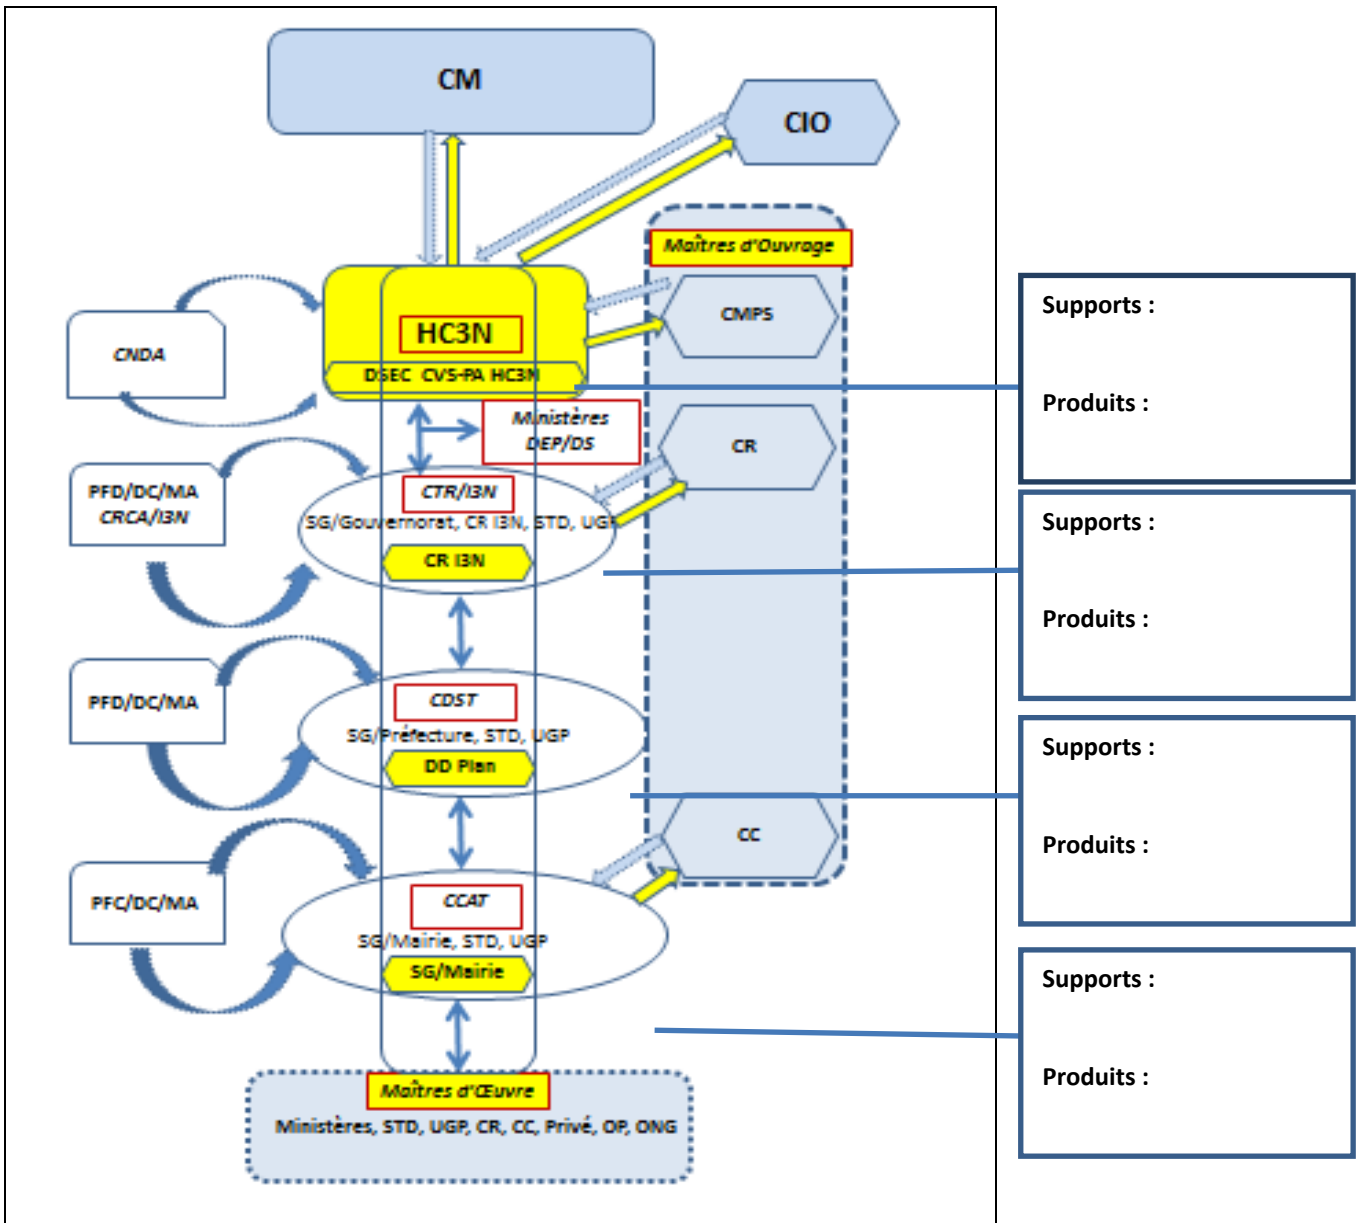 CM
CIO
Maîtres d'Ouvrage
CMPS
HC3N
DSEC CVS-PA HC3N
CNDA
Ministères
DEP/DS
CR
PFD/DC/MA
CRCA/I3N
CTR/I3N
SG/Gouvernorat, CR I3N, STD, UGP
CR I3N
PFD/DC/MA
CDST
SG/Préfecture, STD, UGP
DD Plan
CC
PFC/DC/MA
CCAT
SG/Mairie, STD, UGP
SG/Mairie
Maîtres d'Œuvre
Ministères, STD, UGP, CR, CC, Privé, OP, ONG
Supports :
Produits :
Supports :
Produits :
Supports :
Produits :
Supports :
Produits :